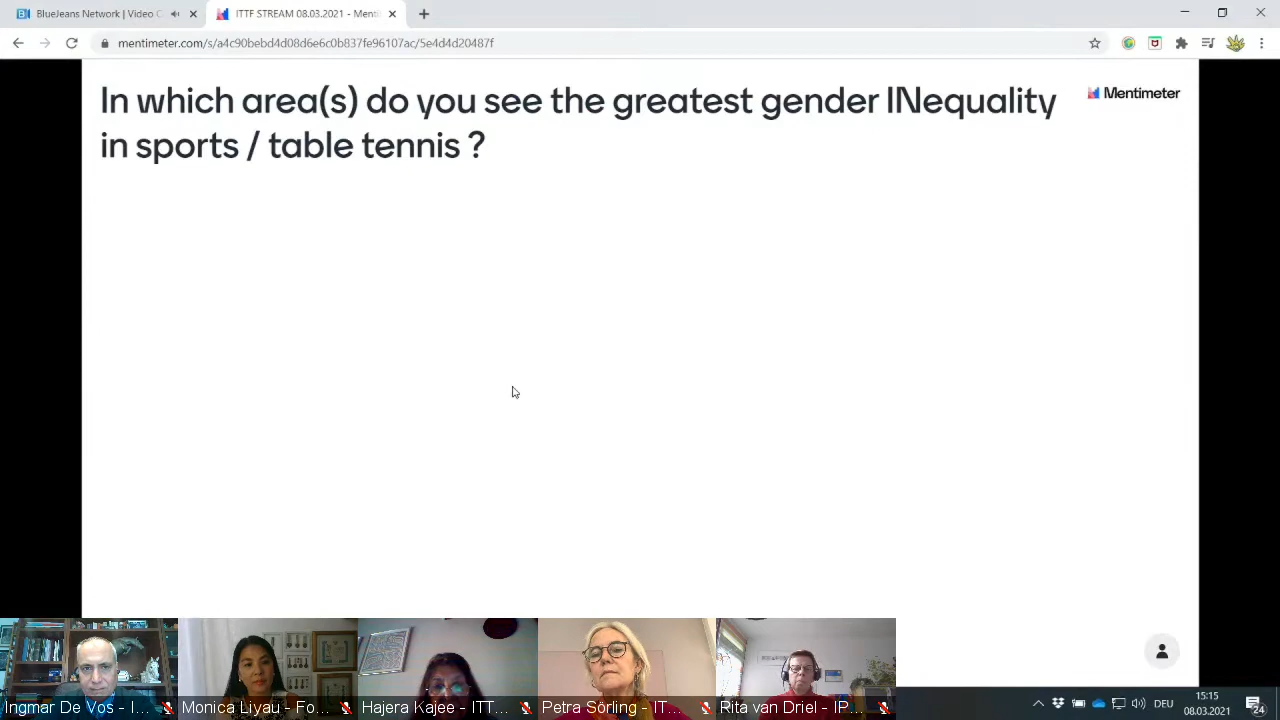 BlueJeans Network | Video C
ITTF STREAM 08.03.2021 - Menti
mentimeter.com/s/a4c90bebd4d08d6e6c0b837fe96107ac/5e4d4d20487f
In which area(s) do you see the greatest gender INequality
in sports / table tennis ?
Mentimeter
Ingmar De Vos - I...
Monica Liyau - Fo...
Hajera Kajee - ITT...
Petra Sörling - IT...
Rita van Driel - IP...
DEU
15:15
08.03.2021
24